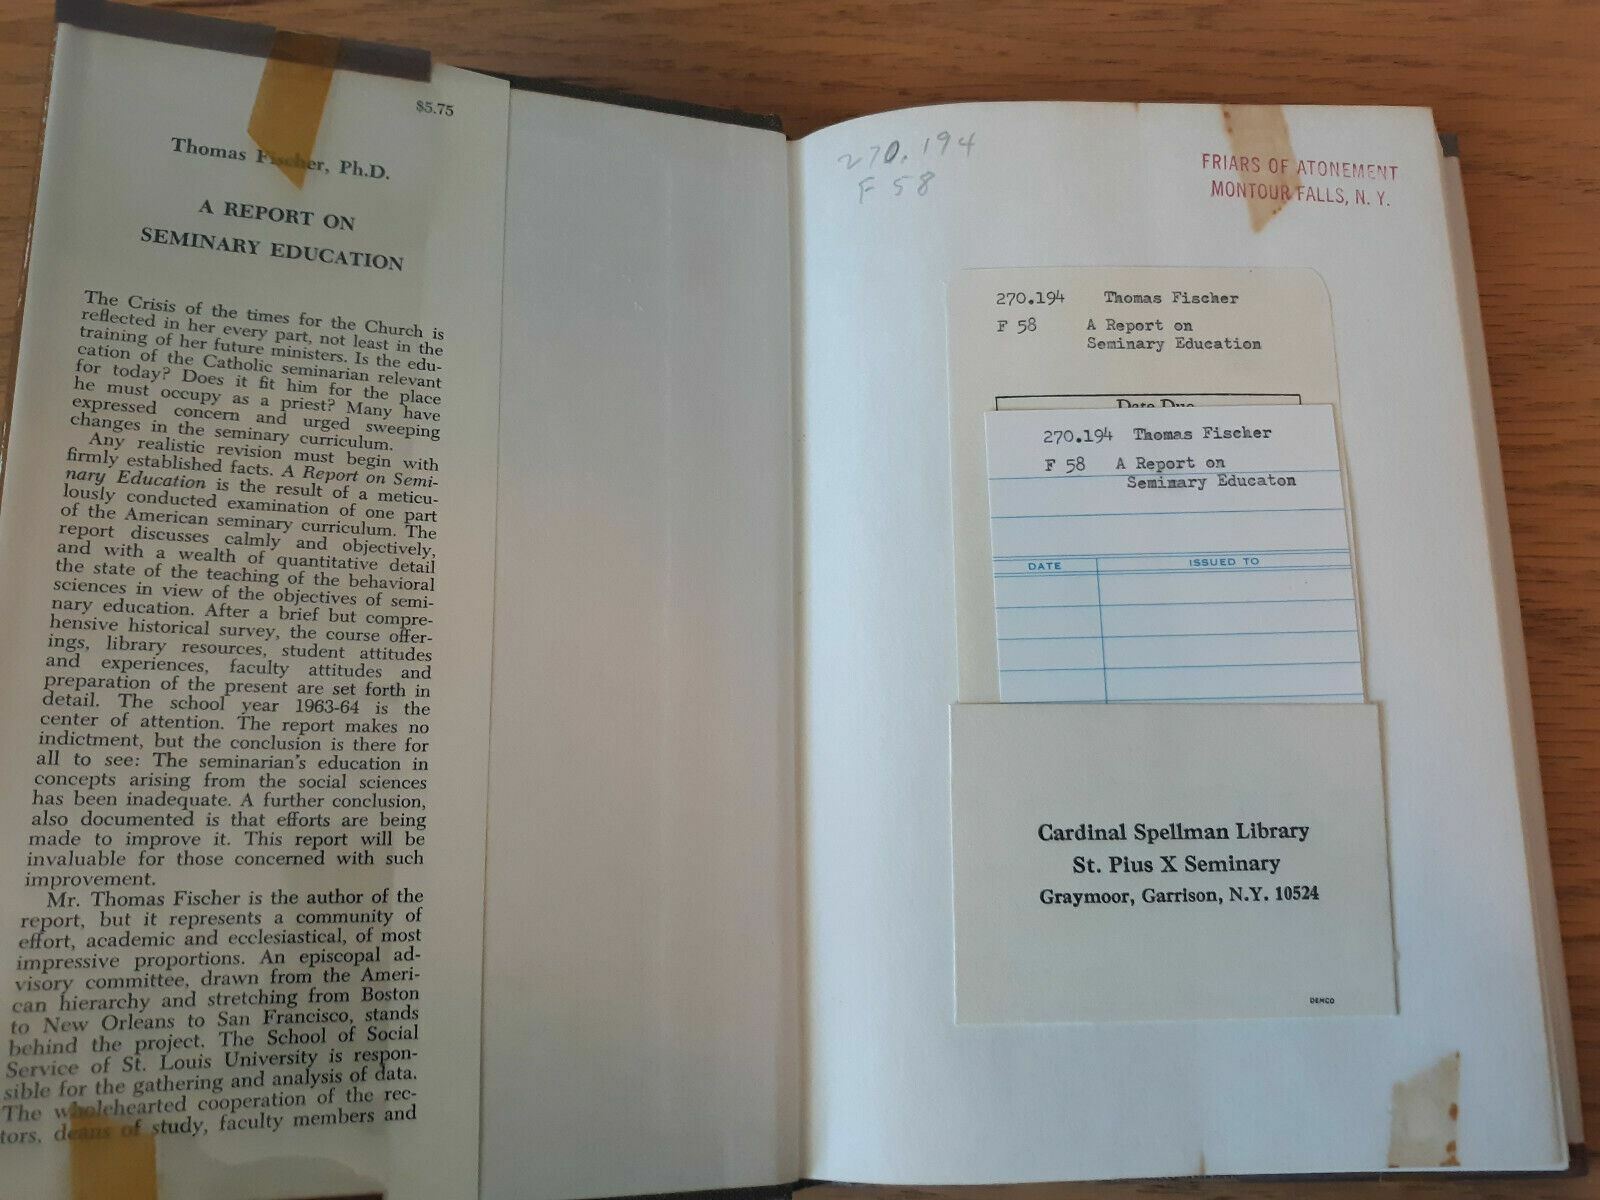 $5.75
Thomas Fischer, Ph.D.
A REPORT ON
SEMINARY EDUCATION
The Crisis of the times for the Church is
reflected in her every part, not least in the
training of her future ministers. Is the edu-
cation of the Catholic seminarian relevant
for today? Does it fit him for the place
he must occupy as a priest? Many have
expressed concern and urged sweeping
changes in the seminary curriculum.
Any realistic revision must begin with
firmly established facts. A Report on Semi-
nary Education is the result of a meticu-
lously conducted examination of one part
of the American seminary curriculum. The
report discusses calmly and objectively,
and with a wealth of quantitative detail
the state of the teaching of the behavioral
sciences in view of the objectives of semi-
nary education. After a brief but compre-
hensive historical survey, the course offer-
ings, library resources, student attitudes
and experiences, faculty attitudes and
preparation of the present are set forth in
detail. The school year 1963-64 is the
center of attention. The report makes no
indictment, but the conclusion is there for
all to see: The seminarian's education in
concepts arising from the social sciences
has been inadequate. A further conclusion,
also documented is that efforts are being
made to improve it. This report will be
invaluable for those concerned with such
improvement.
Mr. Thomas Fischer is the author of the
report, but it represents a community of
effort, academic and ecclesiastical, of most
impressive proportions. An episcopal ad-
visory committee, drawn from the Ameri-
can hierarchy and stretching from Boston
to New Orleans to San Francisco, stands
behind the project. The School of Social
Service of St. Louis University is respon-
sible for the gathering and analysis of data.
The wholehearted cooperation of the rec-
tors, deans of study, faculty members and
270.194
F 58
FRIARS OF ATONEMENT
MONTOUR FALLS, N. Y.
270.194 Thomas Fischer
F 58 A Report on
Seminary Education
Date Due
270.194 Thomas Fischer
F 58 A Report on
Seminary Educaton
DATE ISSUED TO
Cardinal Spellman Library
St. Pius X Seminary
Graymoor, Garrison, N.Y. 10524
DEMCO